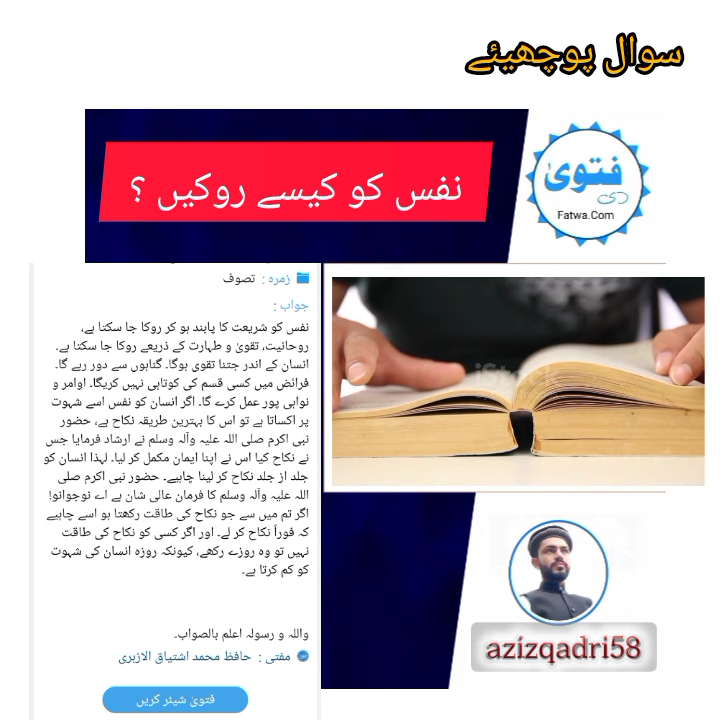 سوال پوچھیئے
نفس کو کیسے روکیں ؟
فتویٰ
دی
Fatwa.Com
زمرہ : تصوف
جواب :
نفس کو شریعت کا پابند ہو کر روکا جا سکتا ہے،
روحانیت، تقویٰ و طہارت کے ذریعے روکا جا سکتا ہے۔
انسان کے اندر جتنا تقوی ہوگا۔ گناہوں سے دور رہے گا۔
فرائض میں کسی قسم کی کوتاہی نہیں کریگا۔ اوامر و
نواہی پور عمل کرے گا۔ اگر انسان کو نفس اسے شہوت
پر اکساتا ہے تو اس کا بہترین طریقہ نکاح ہے، حضور
نبی اکرم صلی اللہ علیہ وآلہ وسلم نے ارشاد فرمایا جس
نے نکاح کیا اس نے اپنا ایمان مکمل کر لیا۔ لہذا انسان کو
جلد از جلد نکاح کر لینا چاہیے۔ حضور نبی اکرم صلی
اللہ علیہ وآلہ وسلم کا فرمان عالی شان ہے اے نوجوانو!
اگر تم میں سے جو نکاح کی طاقت رکھتا ہو اسے چاہیے
کہ فوراً نکاح کر لے۔ اور اگر کسی کو نکاح کی طاقت
نہیں تو وہ روزے رکھے، کیونکہ روزہ انسان کی شہوت
کو کم کرتا ہے۔
واللہ و رسولہ اعلم بالصواب۔
مفتی : حافظ محمد اشتیاق الازہری
فتویٰ شیئر کریں
iStock
azizqadri58